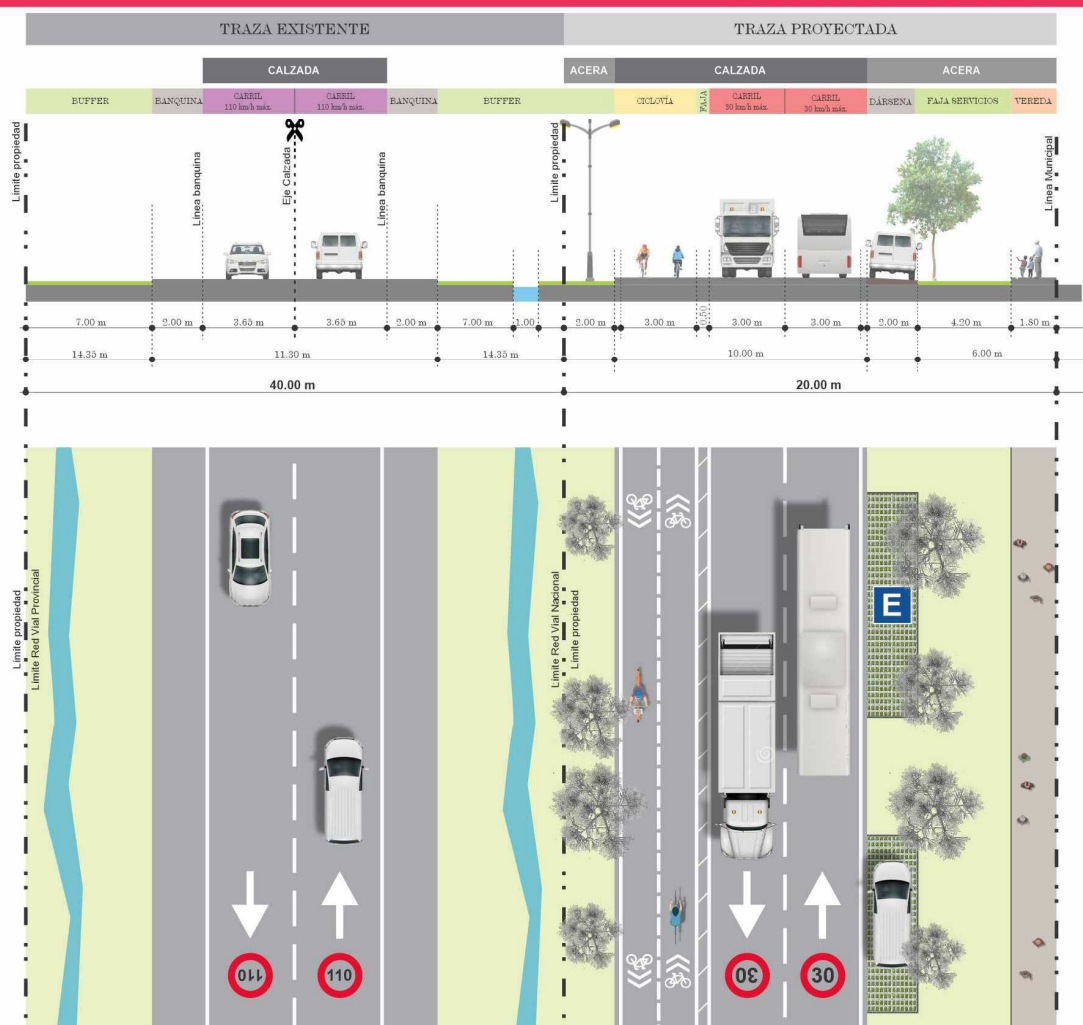 TRAZA EXISTENTE
TRAZA PROYECTADA
CALZADA
ACERA
CALZADA
ACERA
BUFFER
BANQUINA
CARRIL
110 km/h máx.
CARRIL
110 km/h máx.
BANQUINA
BUFFER
CICLOVÍA
FAJA
CARRIL
30 km/h máx.
CARRIL
30 km/h máx.
DÁRSENA
FAJA SERVICIOS
VEREDA
Límite propiedad
Línea banquina
Eje Calzada
Línea banquina
Límite propiedad
Línea Municipal
7.00 m
2.00 m
3.65 m
3.65 m
2.00 m
7.00 m
1.00
2.00 m
3.00 m
0.50
3.00 m
3.00 m
2.00 m
4.20 m
1.80 m
14.35 m
11.30 m
14.35 m
10.00 m
6.00 m
40.00 m
20.00 m
Límite propiedad
Límite Red Vial Provincial
Límite Red Vial Nacional
Límite propiedad
E
110
110
30
30